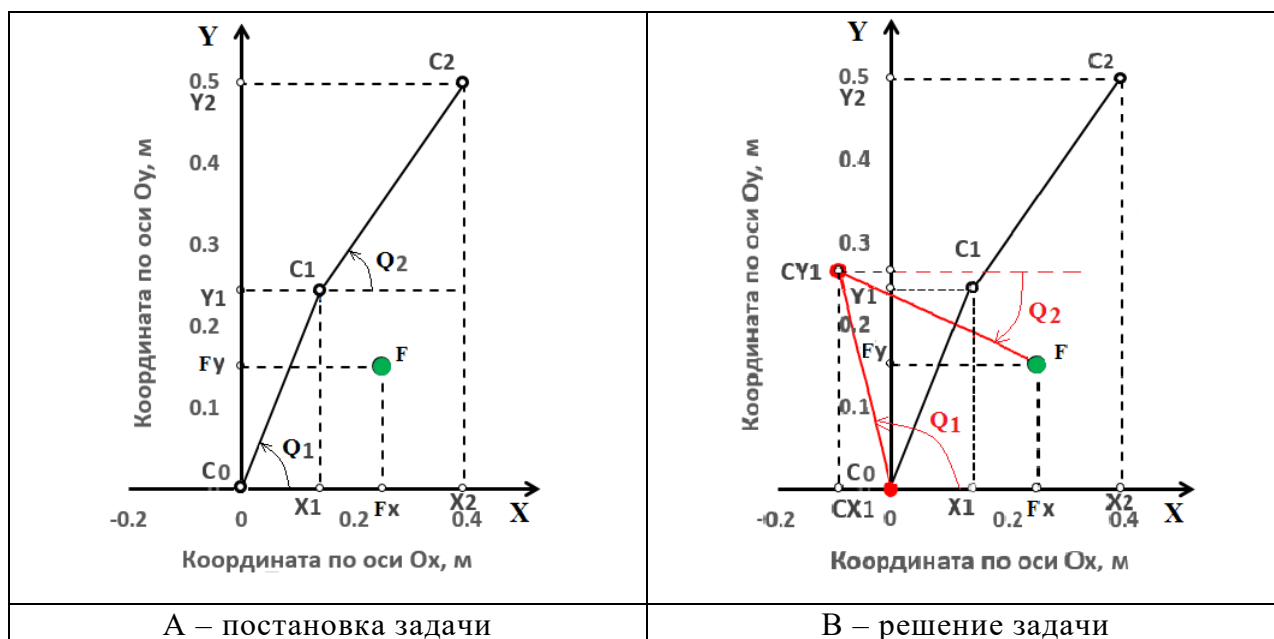 Y
C2
0.5
Y2
0.4
0.3
C1
Q2
Y1
0.2
Fy
F
0.1
Q1
C0
X1
Fx
X2
X
-0.2
0
0.2
0.4
Координата по оси Oy, м
Координата по оси Ox, м
А – постановка задачи
Y
C2
0.5
Y2
0.4
0.3
C1
CY1
Y1
0.2
Q2
Fy
F
0.1
Q1
C0
CX1
X1
Fx
X2
X
-0.2
0
0.2
0.4
Координата по оси Oy, м
Координата по оси Ox, м
В – решение задачи